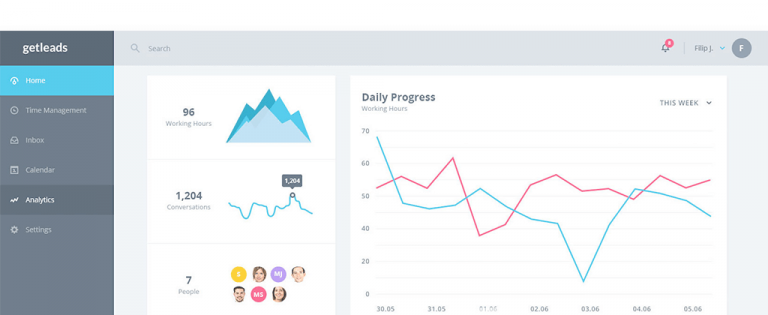 getleads
Search
8
Filip J.
F
Home
Time Management
Inbox
Calendar
Analytics
Settings
96
Working Hours
1,204
Conversations
1,204
7
People
S
MJ
MS
Daily Progress
Working Hours
THIS WEEK
70
60
50
40
20
0
30.05
31.05
01.06
02.06
03.06
04.06
05.06